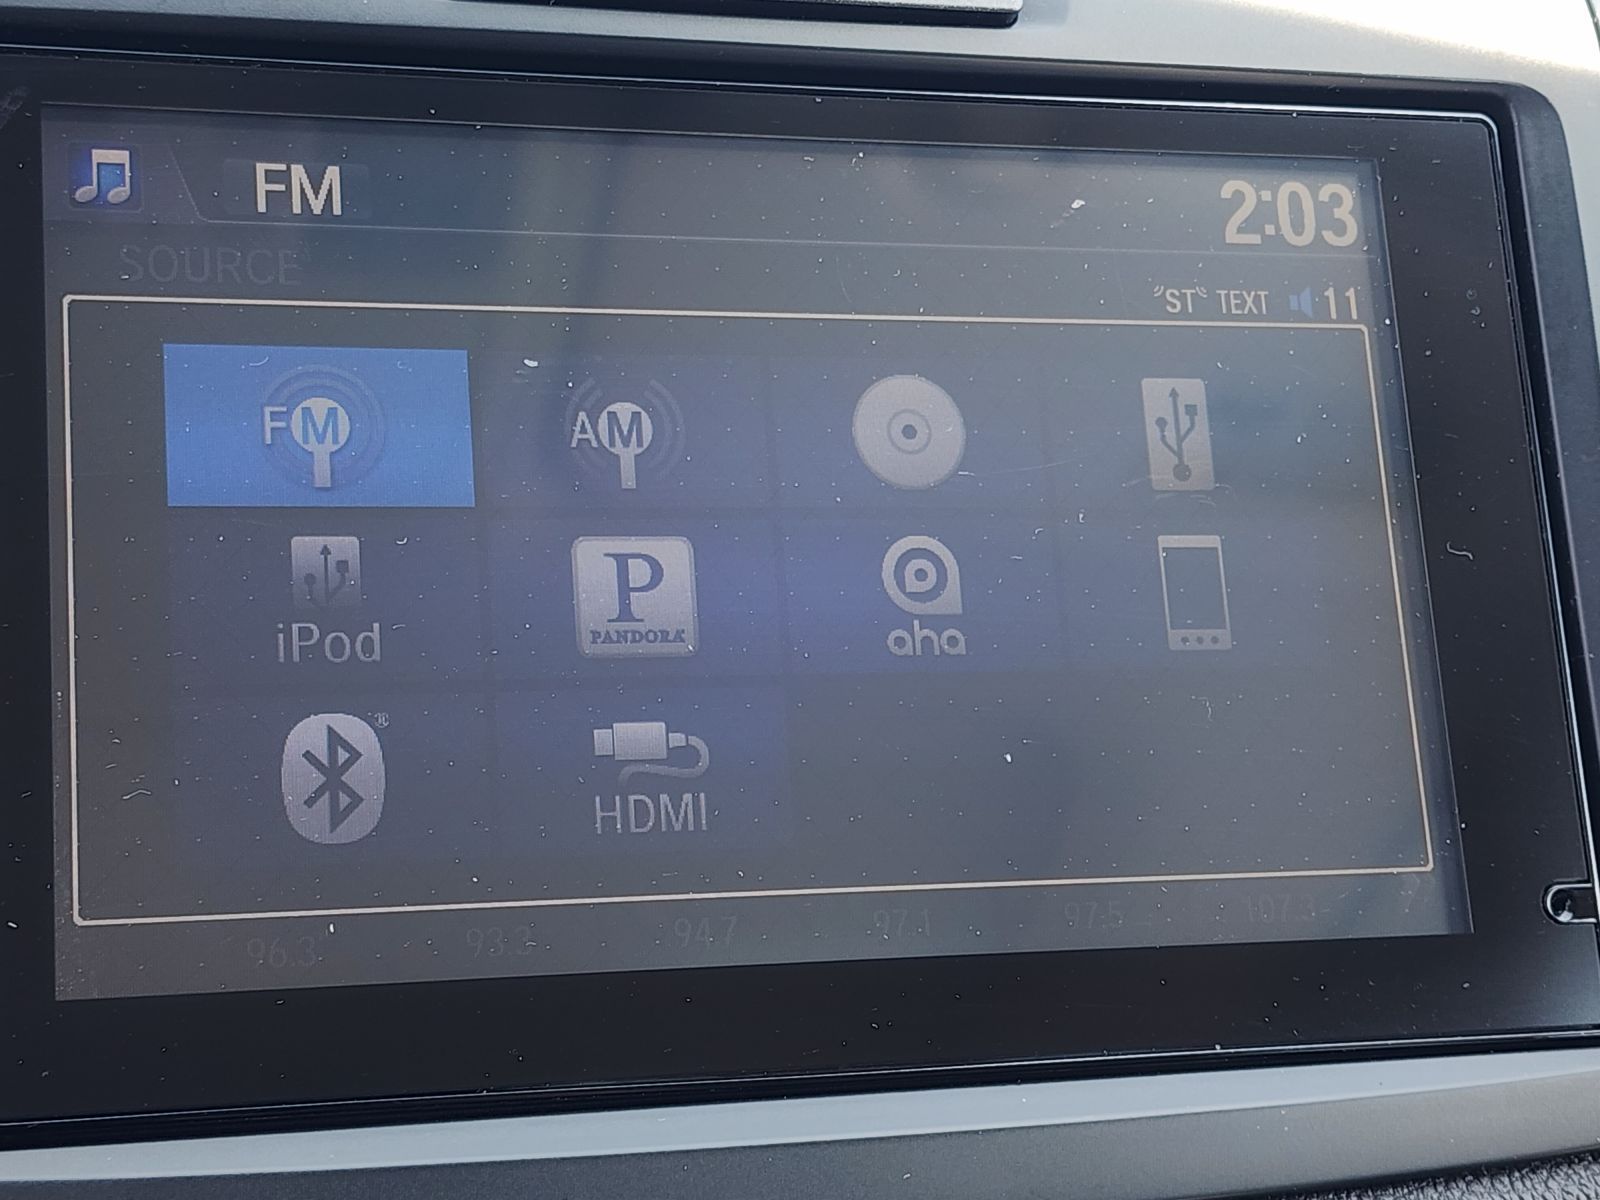 FM
2:03
SOURCE
"ST" TEXT 11
FM
AM
iPod
P
PANDORA
aha
®
HDMI
96.3 93.3 94.7 97.1 97.5 107.3